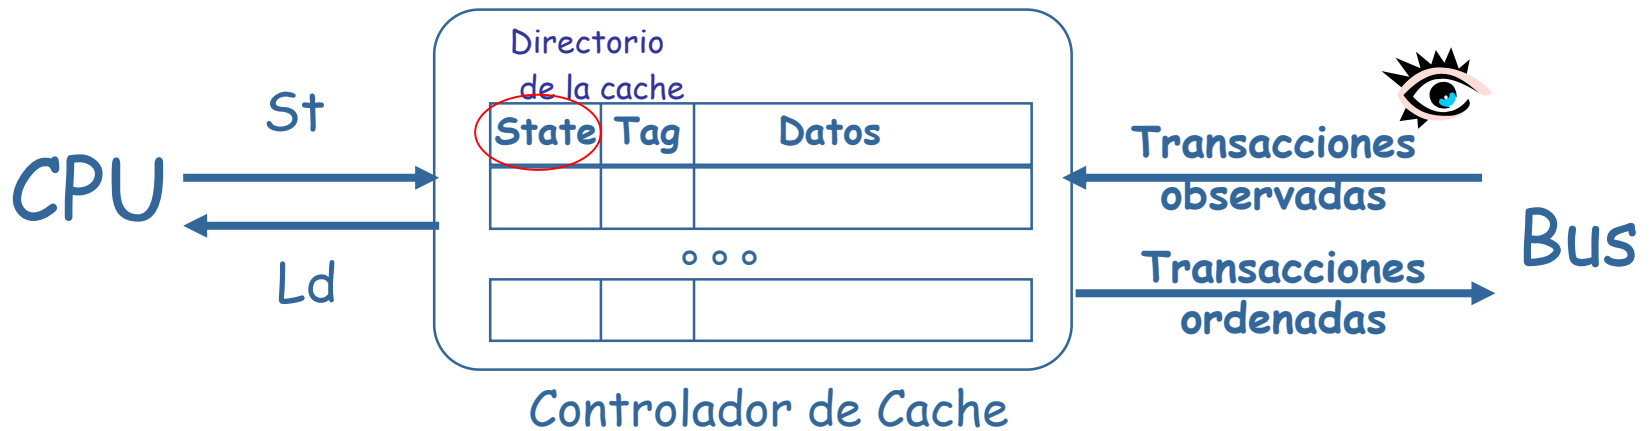 Directorio
de la cache
St
State Tag Datos
Transacciones
observadas
CPU
Bus
Ld
Transacciones
ordenadas
Controlador de Cache